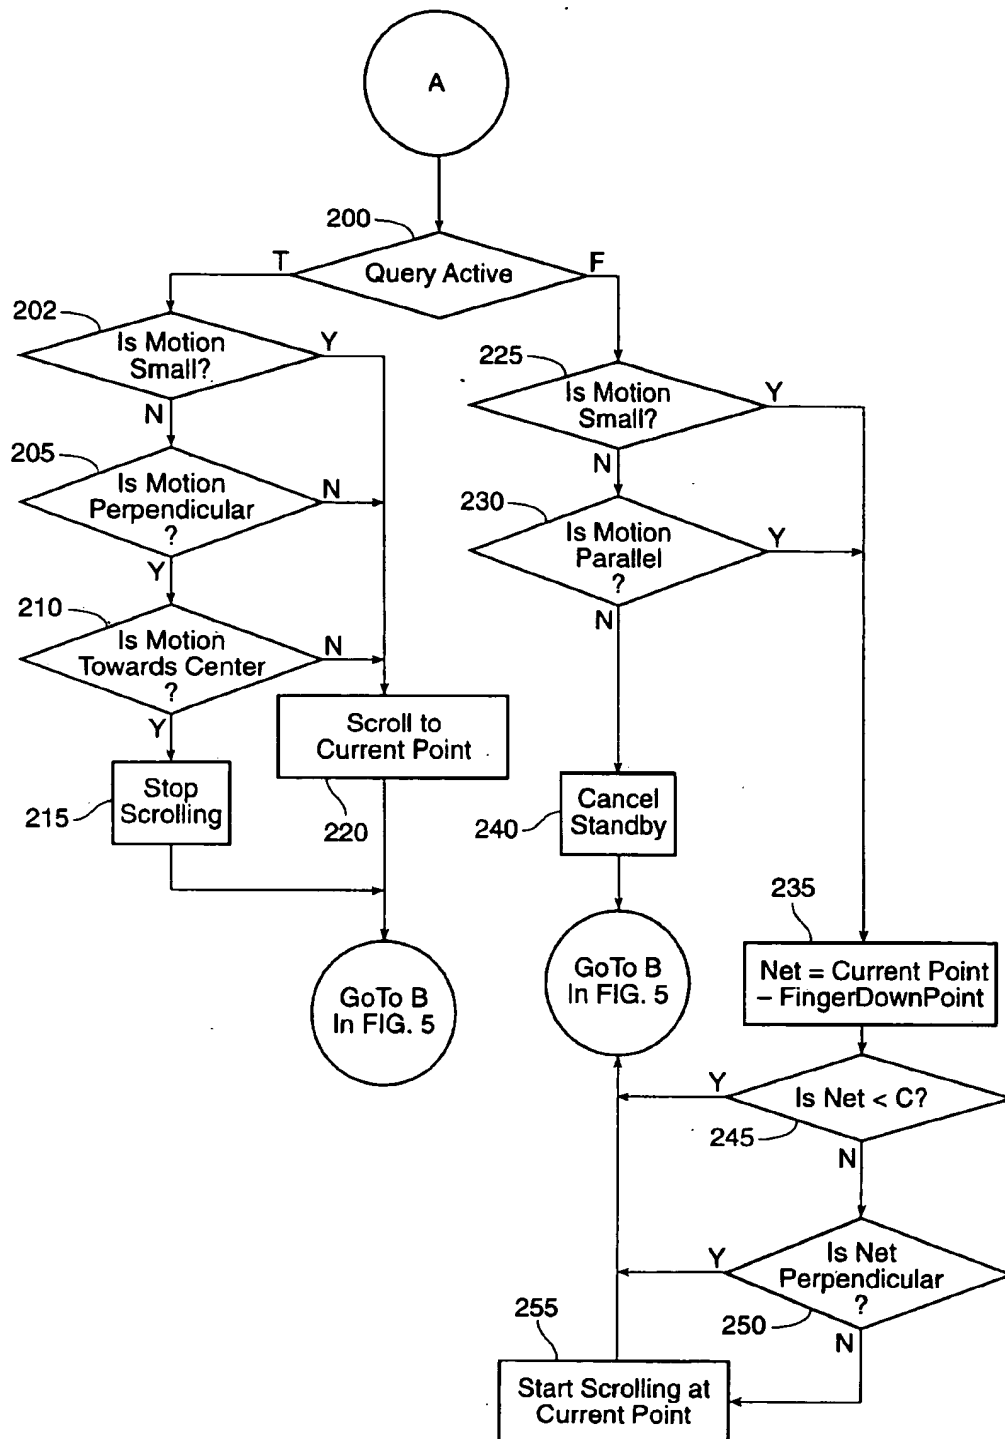 A
200
T
Query Active
F
202
Is Motion
Small?
Y
N
225
Is Motion
Small?
Y
N
205
Is Motion
Perpendicular
?
N
Y
230
Is Motion
Parallel
?
Y
N
210
Is Motion
Towards Center
?
N
Y
Scroll to
Current Point
220
Stop
Scrolling
215
Cancel
Standby
240
235
Net = Current Point
– FingerDownPoint
GoTo B
In FIG. 5
GoTo B
In FIG. 5
Y
Is Net < C?
245
N
Y
Is Net
Perpendicular
?
250
N
255
Start Scrolling at
Current Point